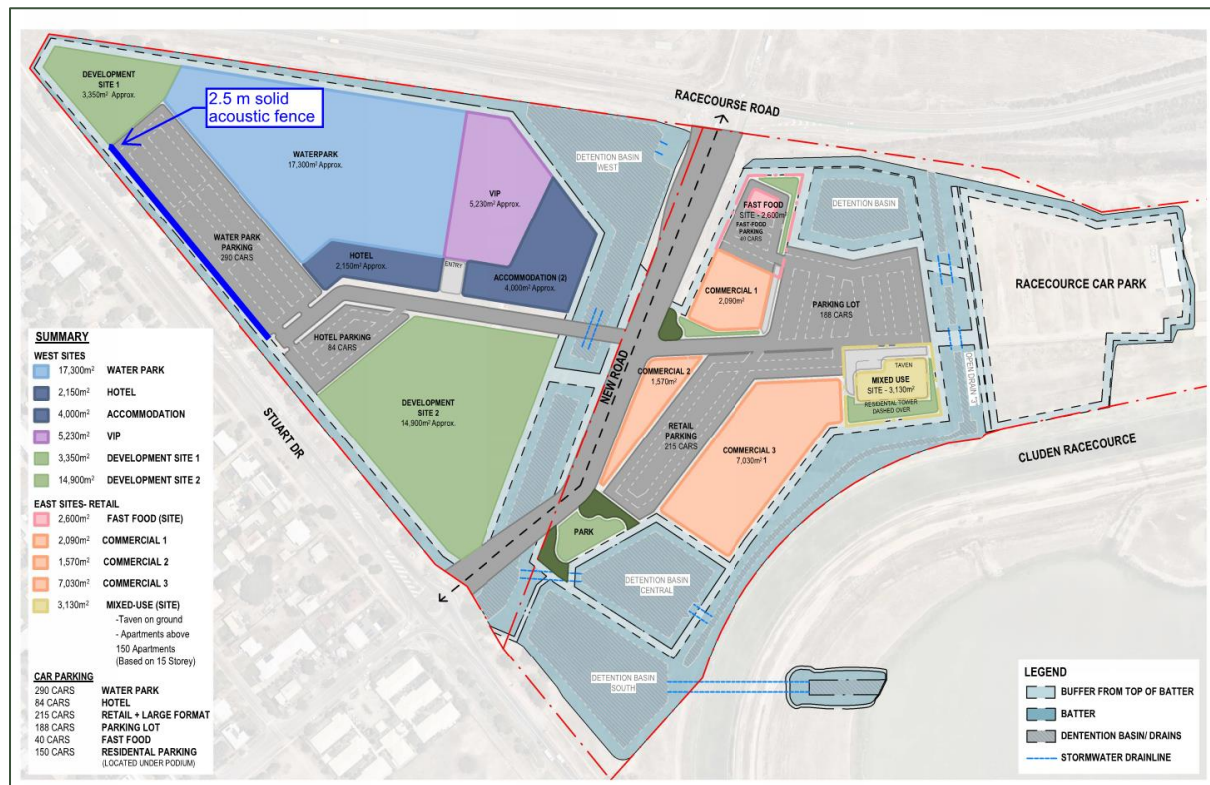 DEVELOPMENT
SITE 1
3,350m² Approx.
2.5 m solid
acoustic fence
WATERPARK
17,300m² Approx.
VIP
5,230m² Approx.
WATER PARK
PARKING
290 CARS
HOTEL
2,150m² Approx.
ENTRY
ACCOMMODATION (2)
4,000m² Approx.
HOTEL PARKING
84 CARS
DEVELOPMENT
SITE 2
14,900m² Approx.
STUART DR
RACECOURSE ROAD
DETENTION BASIN
WEST
NEW ROAD
FAST FOOD
SITE - 2,600m²
FAST-FOOD
PARKING
40 CARS
DETENTION BASIN
COMMERCIAL 1
2,090m²
PARKING LOT
188 CARS
RACECOURCE CAR PARK
COMMERCIAL 2
1,570m²
RETAIL
PARKING
215 CARS
COMMERCIAL 3
7,030m² 1
TAVEN
MIXED USE
SITE - 3,130m²
RESIDENTAL TOWER
DASHED OVER
OPEN DRAIN '3'
CLUDEN RACECOURCE
PARK
DETENTION BASIN
CENTRAL
DETENTION BASIN
SOUTH
SUMMARY
WEST SITES
17,300m² WATER PARK
2,150m² HOTEL
4,000m² ACCOMMODATION
5,230m² VIP
3,350m² DEVELOPMENT SITE 1
14,900m² DEVELOPMENT SITE 2
EAST SITES- RETAIL
2,600m² FAST FOOD (SITE)
2,090m² COMMERCIAL 1
1,570m² COMMERCIAL 2
7,030m² COMMERCIAL 3
3,130m² MIXED-USE (SITE)
-Taven on ground
- Apartments above
150 Apartments
(Based on 15 Storey)
CAR PARKING
290 CARS WATER PARK
84 CARS HOTEL
215 CARS RETAIL + LARGE FORMAT
188 CARS PARKING LOT
40 CARS FAST FOOD
150 CARS RESIDENTAL PARKING
(LOCATED UNDER PODIUM)
LEGEND
BUFFER FROM TOP OF BATTER
BATTER
DENTENTION BASIN/ DRAINS
STORMWATER DRAINLINE